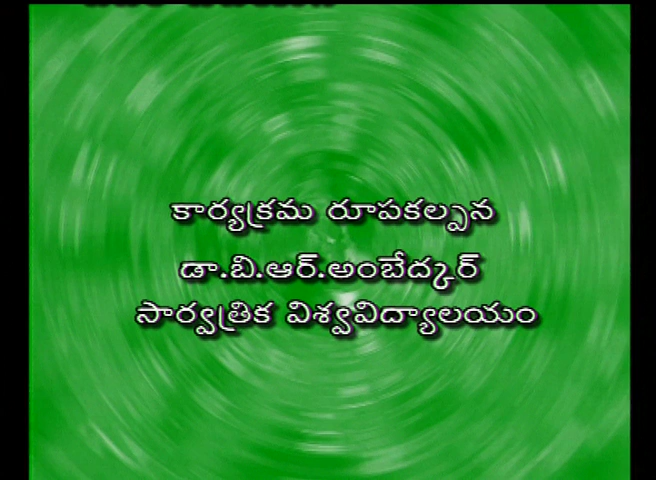 కార్యక్రమ రూపకల్పన
డా.బి.ఆర్.అంబేద్కర్
సార్వత్రిక విశ్వవిద్యాలయం